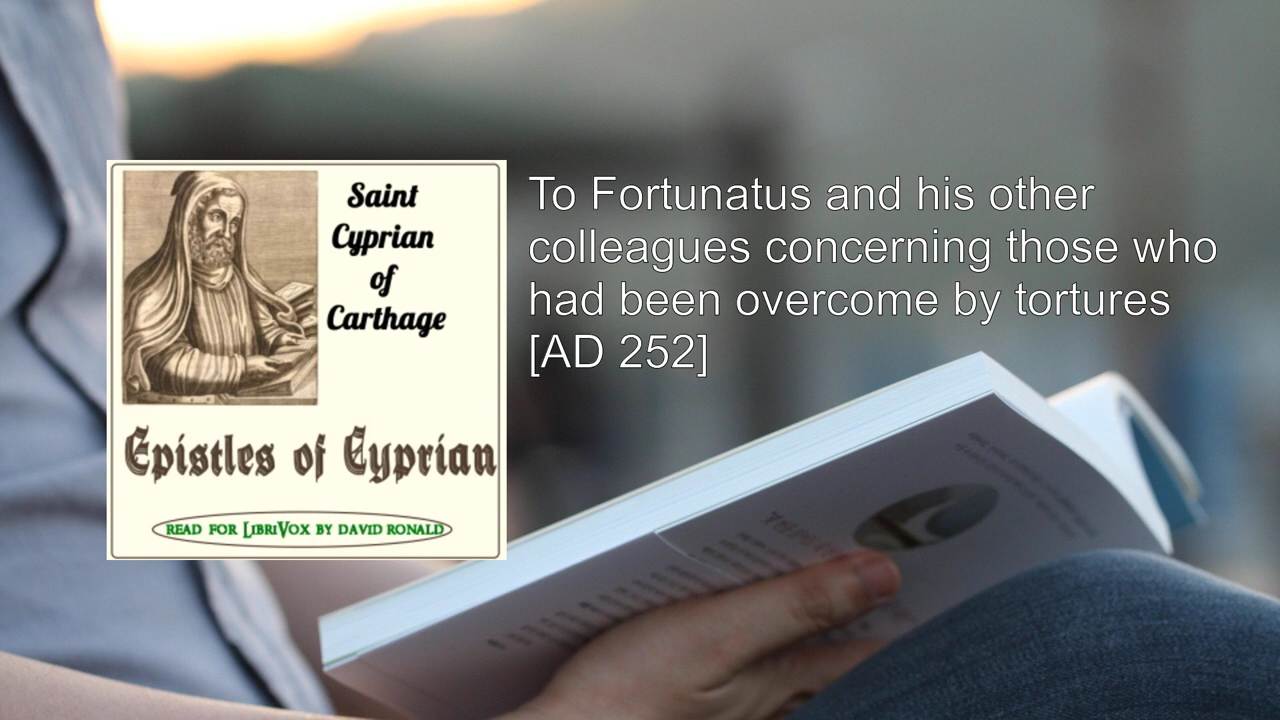 Saint
Cyprian
of
Carthage
Epistles of Cyprian
READ FOR LIBRIVOX BY DAVID RONALD
To Fortunatus and his other
colleagues concerning those who
had been overcome by tortures
[AD 252]